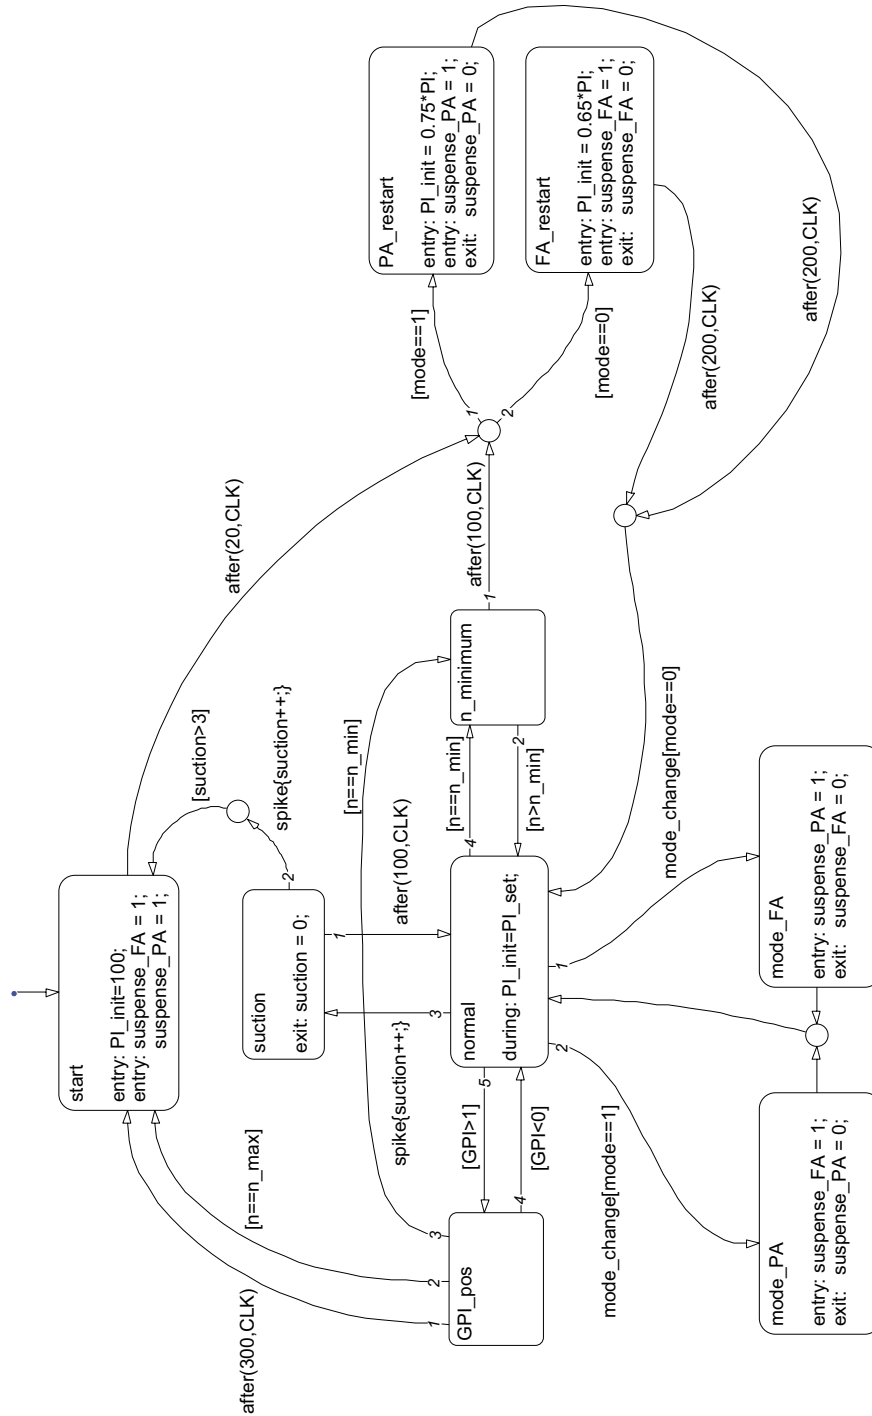 start
entry: PI_init=100;
entry: suspense_FA = 1;
suspense_PA = 1;
after(300,CLK)
[n==n_max]
[suction>3]
spike{suction++;}
after(20,CLK)
suction
exit: suction = 0;
1
2
[n==n_min]
after(100,CLK)
spike{suction++;}
GPI_pos
1
2
3
4
[GPI>1]
[GPI<0]
normal
during: PI_init=PI_set;
1
2
3
4
5
[n==n_min]
[n>n_min]
n_minimum
1
2
after(100,CLK)
1
2
[mode==1]
[mode==0]
PA_restart
entry: PI_init = 0.75*PI;
entry: suspense_PA = 1;
exit: suspense_PA = 0;
FA_restart
entry: PI_init = 0.65*PI;
entry: suspense_FA = 1;
exit: suspense_FA = 0;
after(200,CLK)
after(200,CLK)
mode_change[mode==1]
mode_change[mode==0]
mode_PA
entry: suspense_FA = 1;
exit: suspense_PA = 0;
mode_FA
entry: suspense_PA = 1;
exit: suspense_FA = 0;